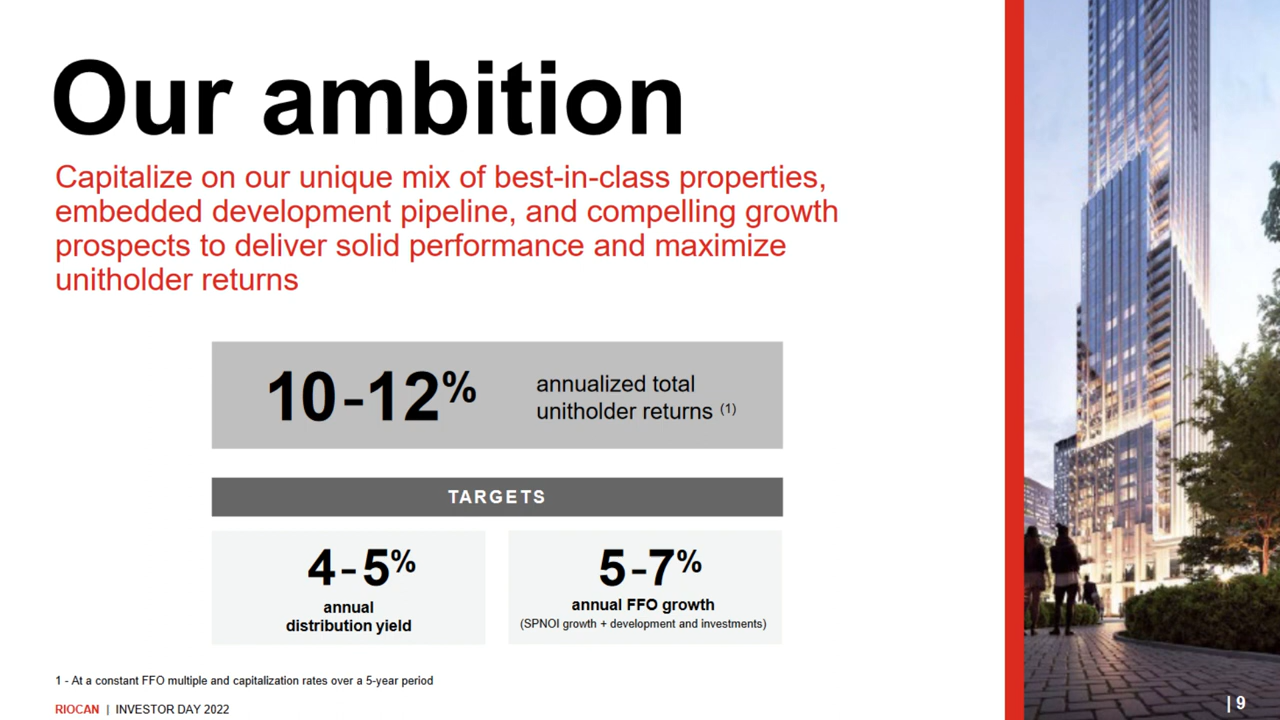 Our ambition
Capitalize on our unique mix of best-in-class properties,
embedded development pipeline, and compelling growth
prospects to deliver solid performance and maximize
unitholder returns
10-12%
annualized total
unitholder returns (1)
TARGETS
4-5%
annual
distribution yield
5-7%
annual FFO growth
(SPNOI growth + development and investments)
1 - At a constant FFO multiple and capitalization rates over a 5-year period
RIOCAN | INVESTOR DAY 2022
| 9